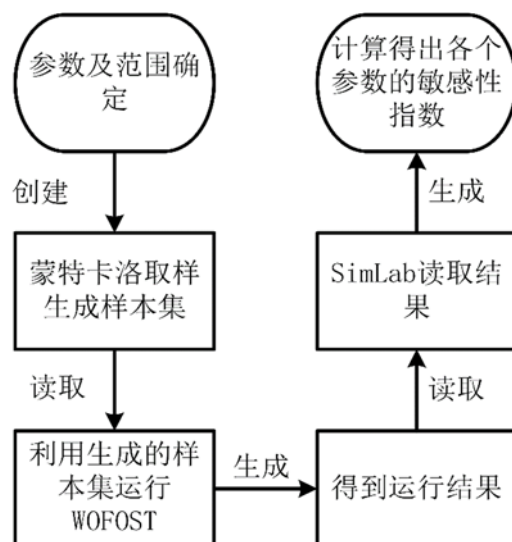 参数及范围确
定
创建
蒙特卡洛取样
生成样本集
读取
利用生成的样
本集运行
WOFOST
生成
得到运行结果
读取
SimLab读取结
果
生成
计算得出各个
参数的敏感性
指数